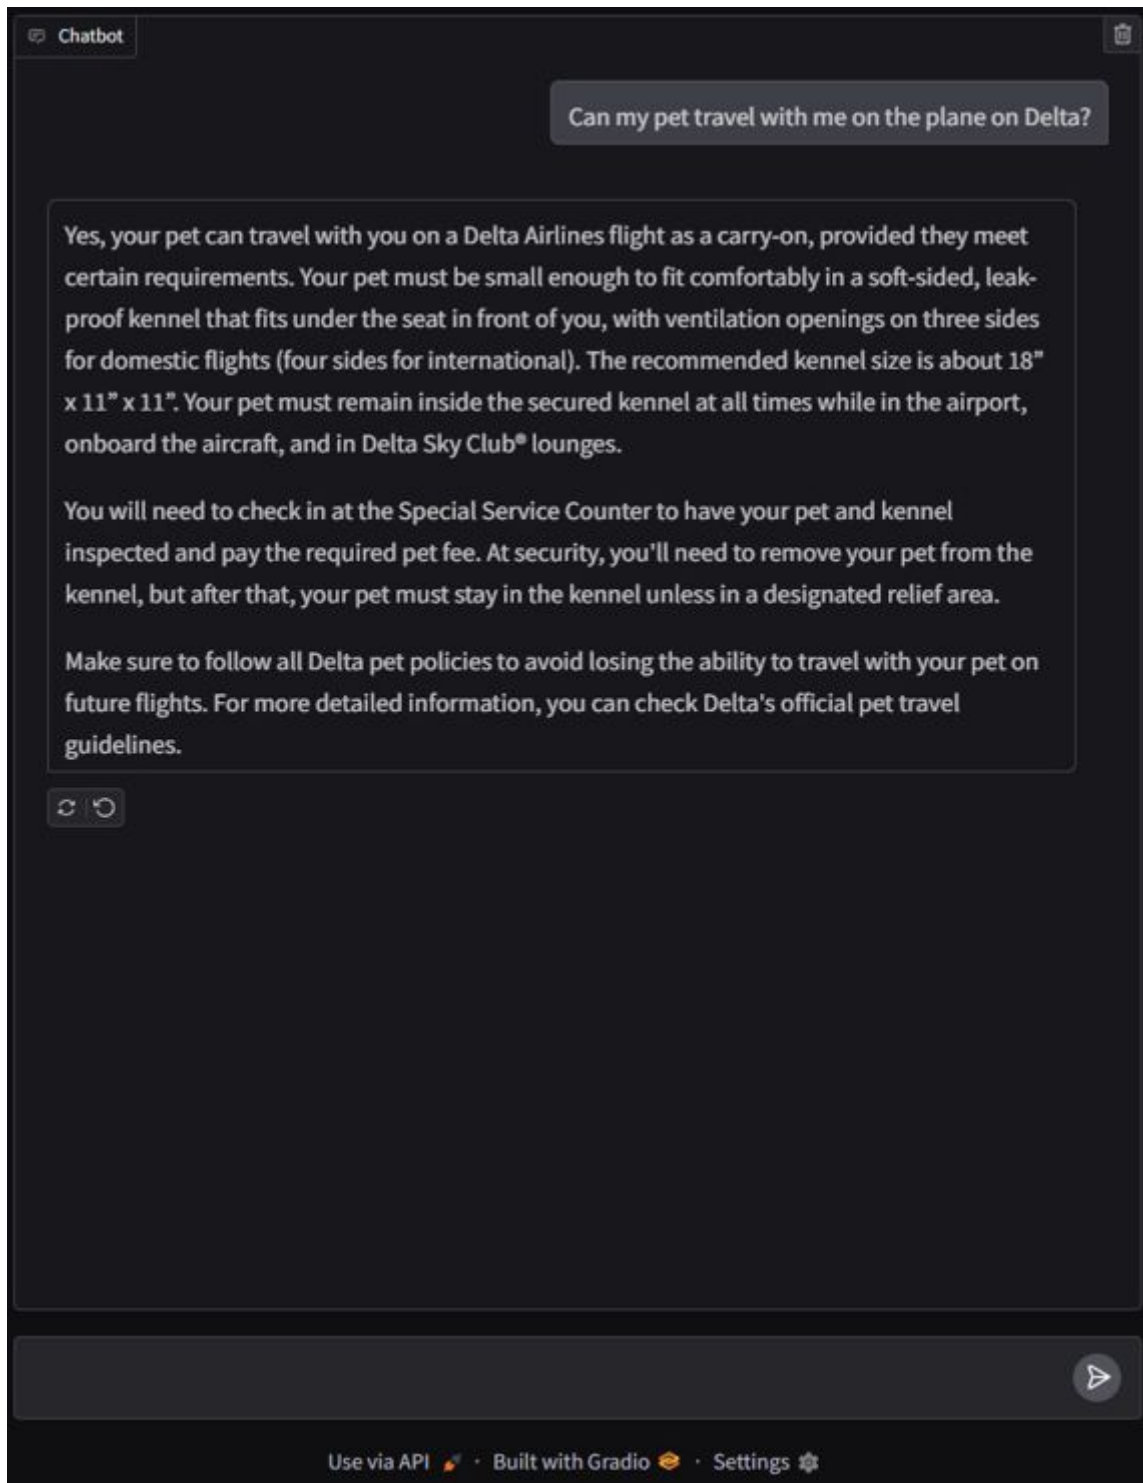 Chatbot
Can my pet travel with me on the plane on Delta?
Yes, your pet can travel with you on a Delta Airlines flight as a carry-on, provided they meet
certain requirements. Your pet must be small enough to fit comfortably in a soft-sided, leak-
proof kennel that fits under the seat in front of you, with ventilation openings on three sides
for domestic flights (four sides for international). The recommended kennel size is about 18”
x 11” x 11”. Your pet must remain inside the secured kennel at all times while in the airport,
onboard the aircraft, and in Delta Sky Club® lounges.
You will need to check in at the Special Service Counter to have your pet and kennel
inspected and pay the required pet fee. At security, you'll need to remove your pet from the
kennel, but after that, your pet must stay in the kennel unless in a designated relief area.
Make sure to follow all Delta pet policies to avoid losing the ability to travel with your pet on
future flights. For more detailed information, you can check Delta's official pet travel
guidelines.
Use via API · Built with Gradio · Settings